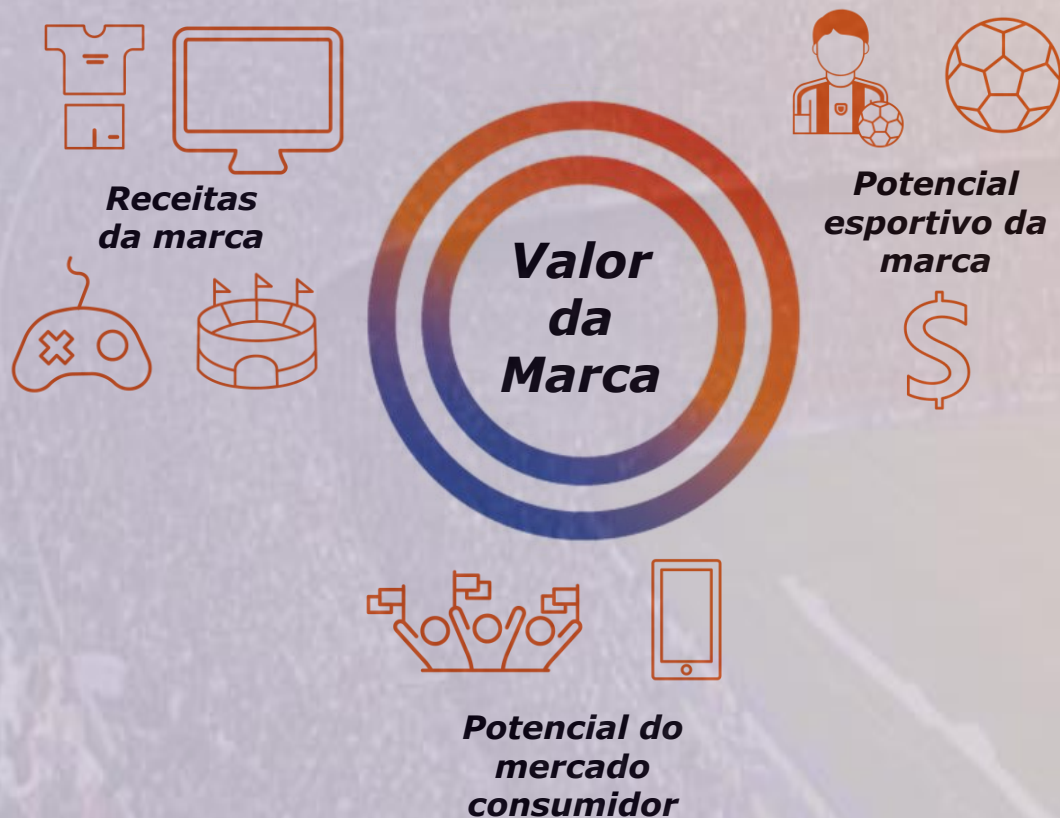 Receitas
da marca
Potencial
esportivo da
marca
Valor
da
Marca
Potencial do
mercado
consumidor